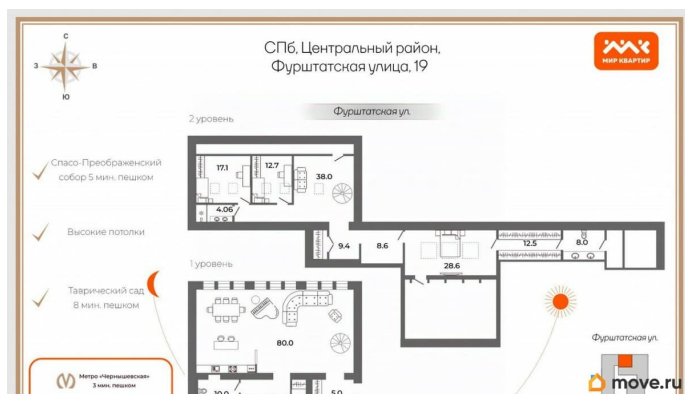 С
З
В
Ю
СПб, Центральный район,
Фурштатская улица, 19
МИР КВАРТИР
Фурштатская ул.
2 уровень
17.1
12.7
38.0
4.06
Спасо-Преображенский
собор 5 мин. пешком
Высокие потолки
9.4
8.6
28.6
12.5
8.0
1 уровень
Таврический сад
8 мин. пешком
80.0
Фурштатская ул.
Метро «Чернышевская»
3 мин. пешком
10.0
5.0
move.ru